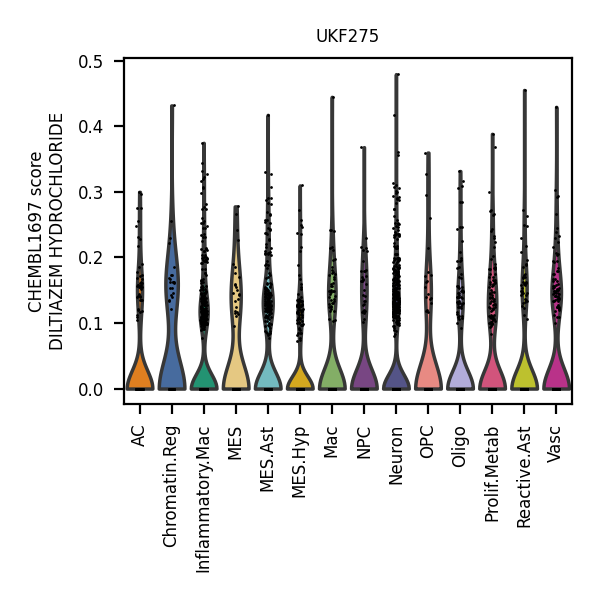 UKF275
CHEMBL1697 score
DILTIAZEM HYDROCHLORIDE
0.5
0.4
0.3
0.2
0.1
0.0
AC
Chromatin.Reg
Inflammatory.Mac
MES
MES.Ast
MES.Hyp
Mac
NPC
Neuron
OPC
Oligo
Prolif.Metab
Reactive.Ast
Vasc